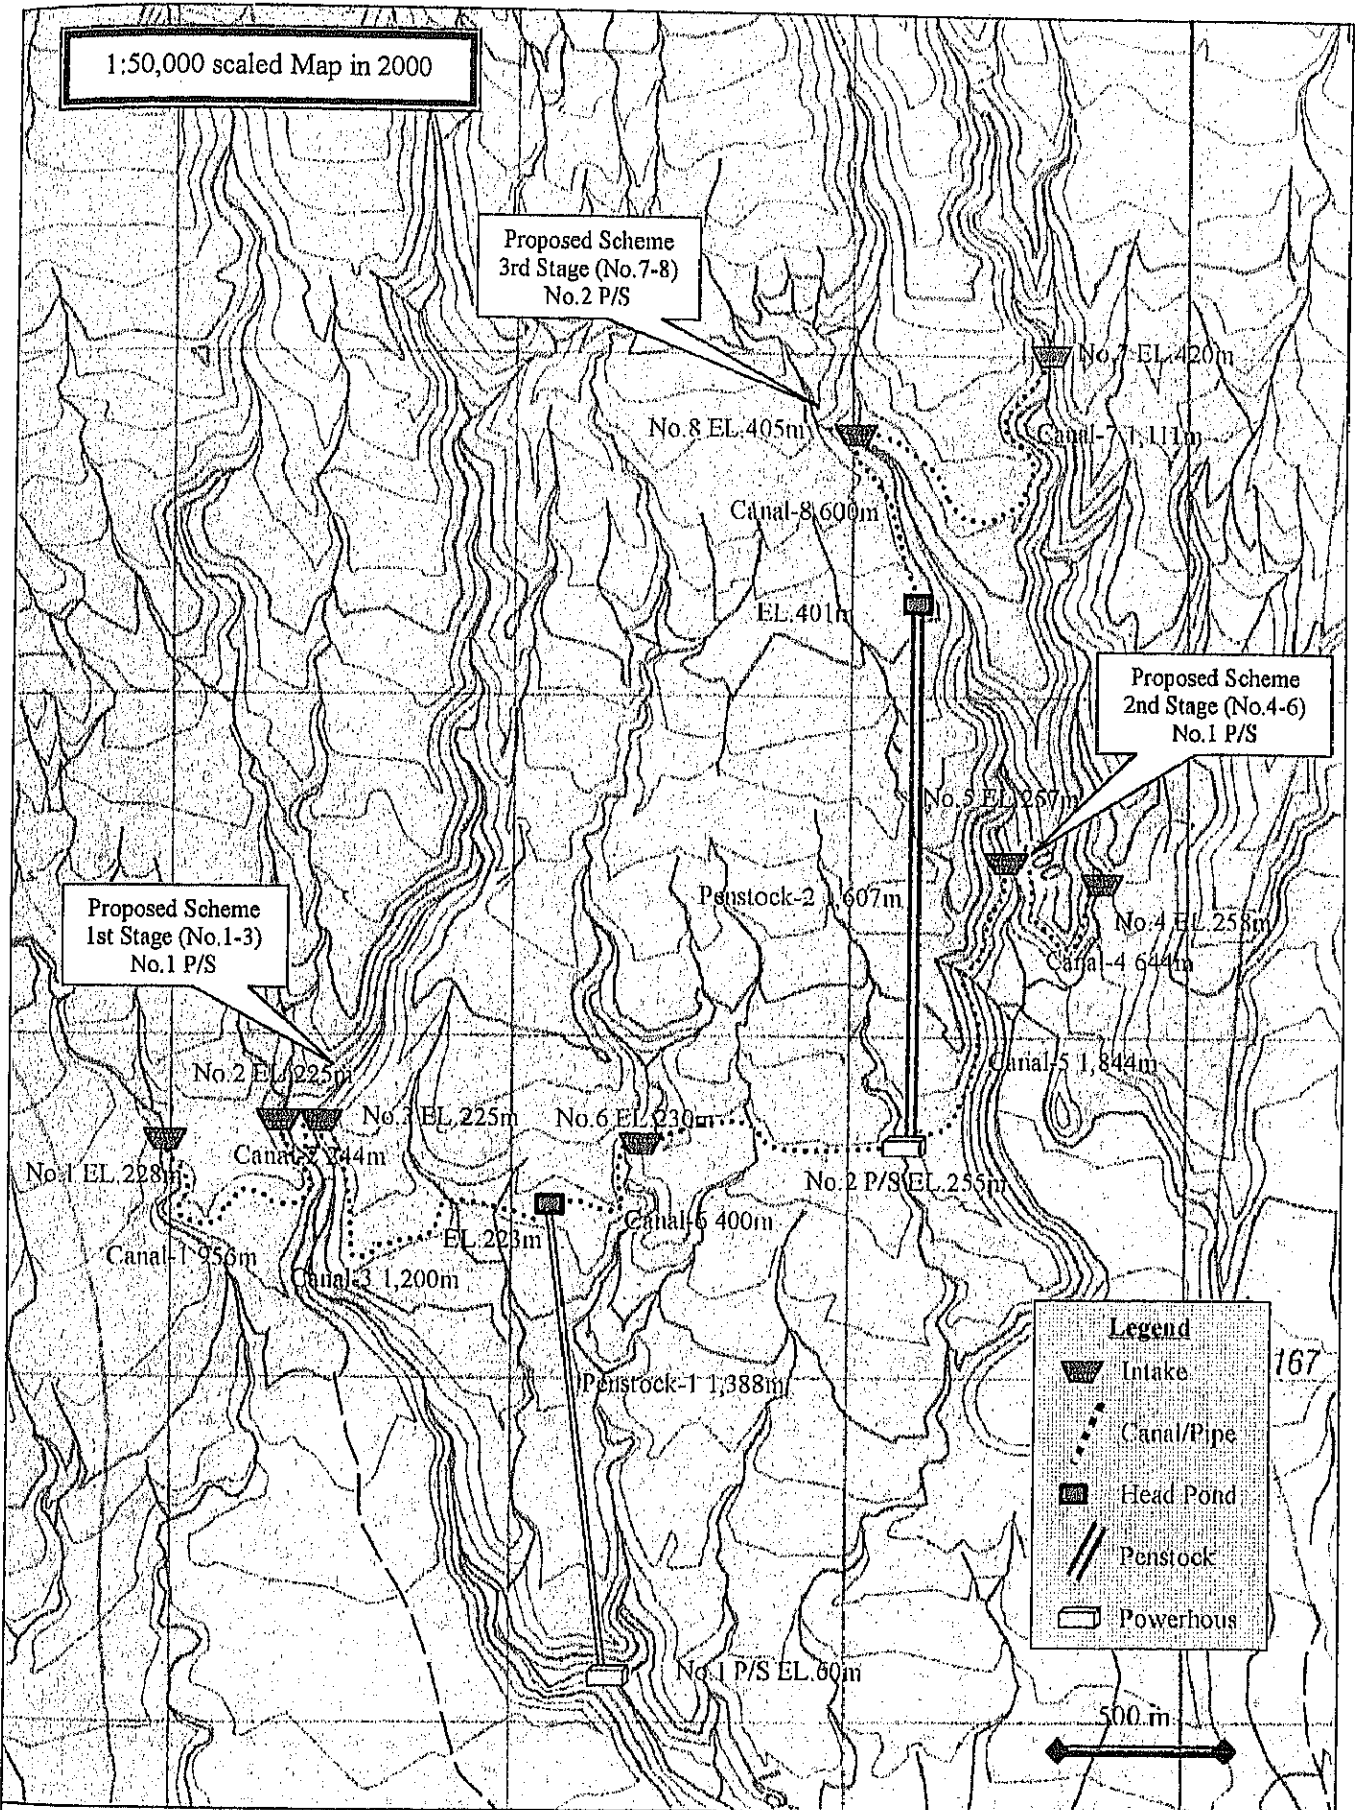 1:50,000 scaled Map in 2000
Proposed Scheme
3rd Stage (No.7-8)
No.2 P/S
No.7 EL.420m
No.8 EL.405m
Canal-7 1,111m
Canal-8 600m
EL.401m
Proposed Scheme
2nd Stage (No.4-6)
No.1 P/S
No.5 EL.257m
Penstock-2 1,607m
No.4 EL.258m
Canal-4 644m
Proposed Scheme
1st Stage (No.1-3)
No.1 P/S
No.2 EL.225m
Canal-5 1,844m
No.3 EL.225m
No.6 EL.230m
Canal-2 244m
No.1 EL.228m
No.2 P/S EL.255m
Canal-6 400m
EL.223m
Canal-1 956m
Canal-3 1,200m
Penstock-1 1,388m
Legend
Intake
Canal/Pipe
Head Pond
Penstock
Powerhous
167
No.1 P/S EL.60m
500 m